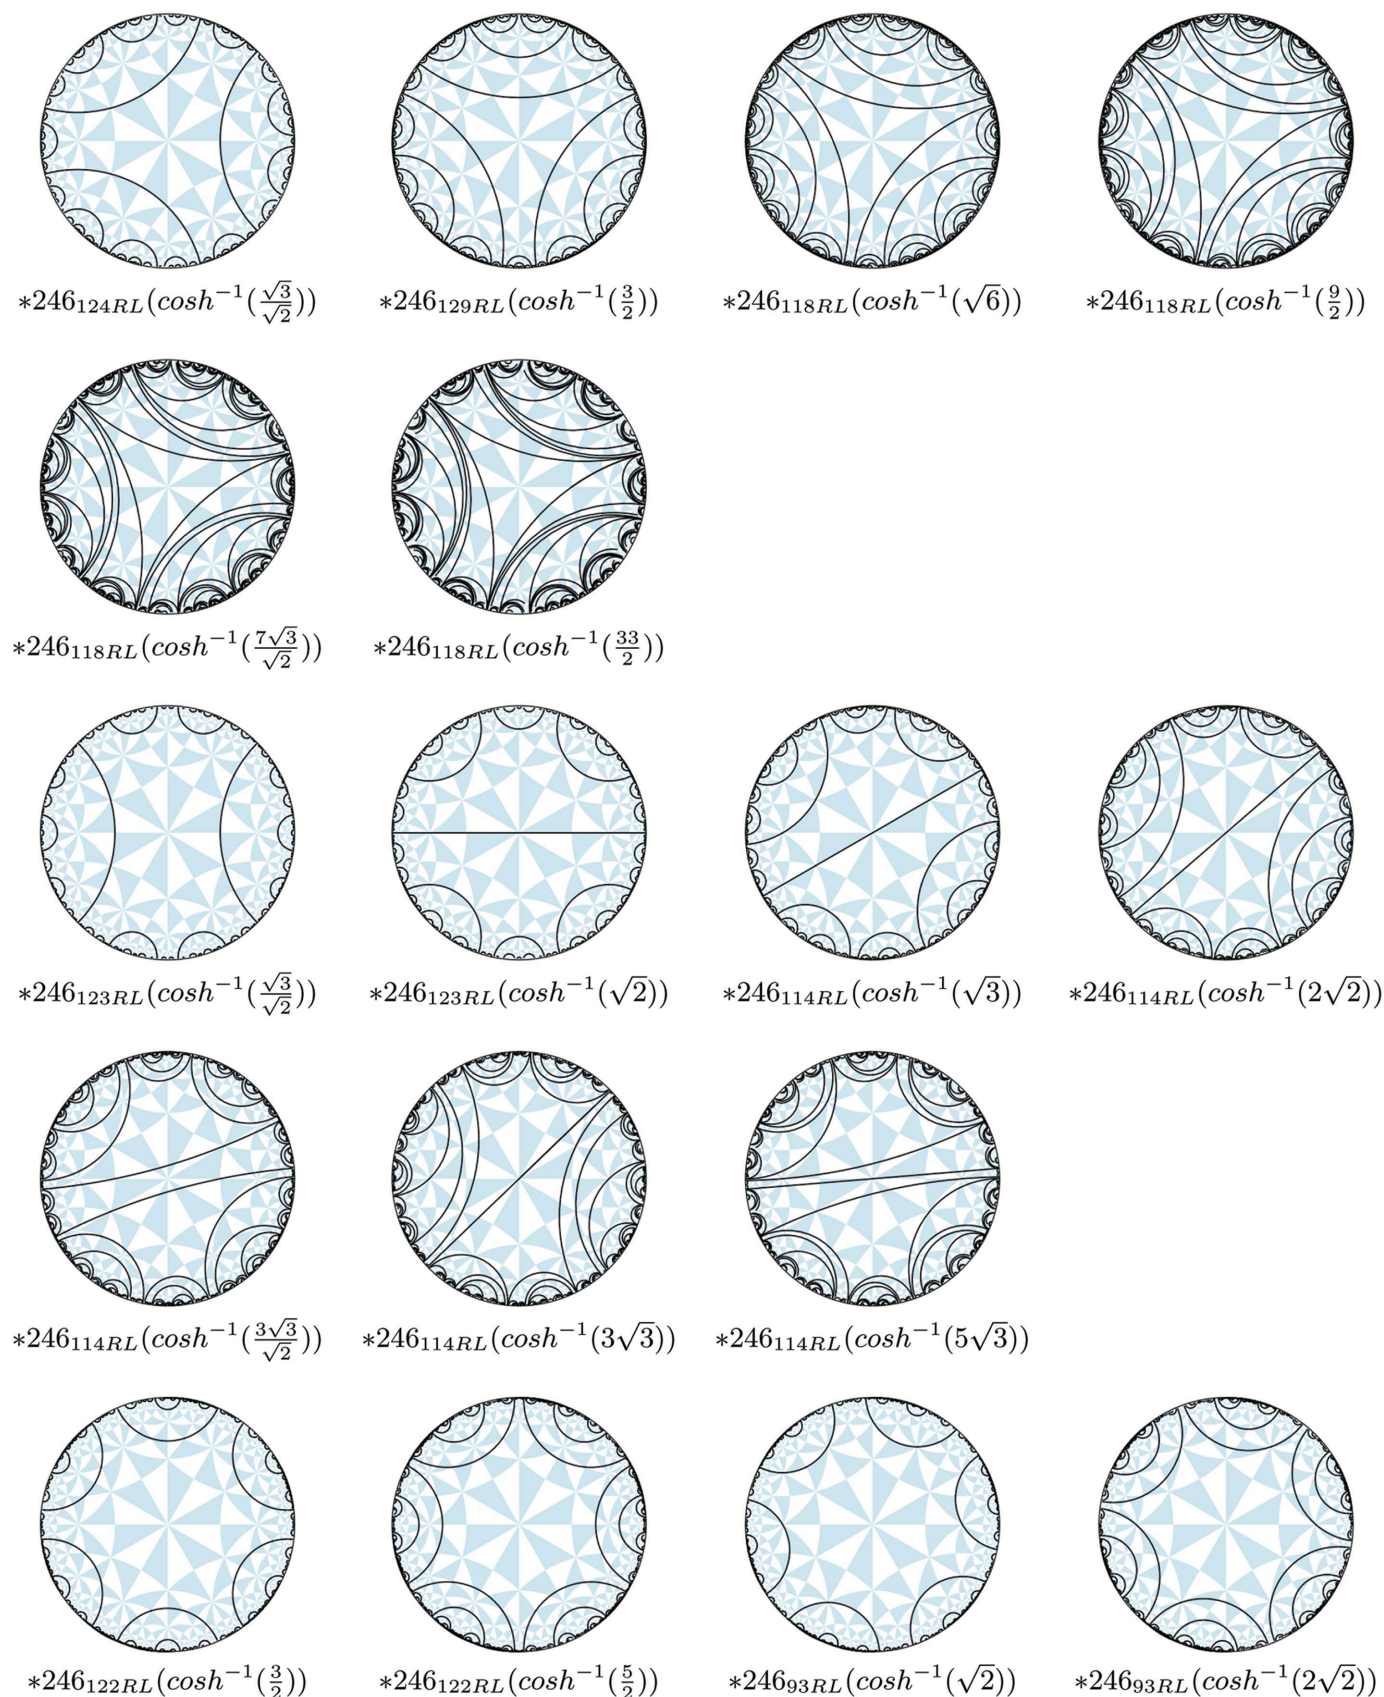 *246₁₂₄RL(cosh⁻¹(√3/√2)) *246₁₂₉RL(cosh⁻¹(3/2)) *246₁₁₈RL(cosh⁻¹(√6)) *246₁₁₈RL(cosh⁻¹(9/2))
*246₁₁₈RL(cosh⁻¹(7√3/√2)) *246₁₁₈RL(cosh⁻¹(33/2))
*246₁₂₃RL(cosh⁻¹(√3/√2)) *246₁₂₃RL(cosh⁻¹(√2)) *246₁₁₄RL(cosh⁻¹(√3)) *246₁₁₄RL(cosh⁻¹(2√2))
*246₁₁₄RL(cosh⁻¹(3√3/√2)) *246₁₁₄RL(cosh⁻¹(3√3)) *246₁₁₄RL(cosh⁻¹(5√3))
*246₁₂₂RL(cosh⁻¹(3/2)) *246₁₂₂RL(cosh⁻¹(5/2)) *246₉₃RL(cosh⁻¹(√2)) *246₉₃RL(cosh⁻¹(2√2))